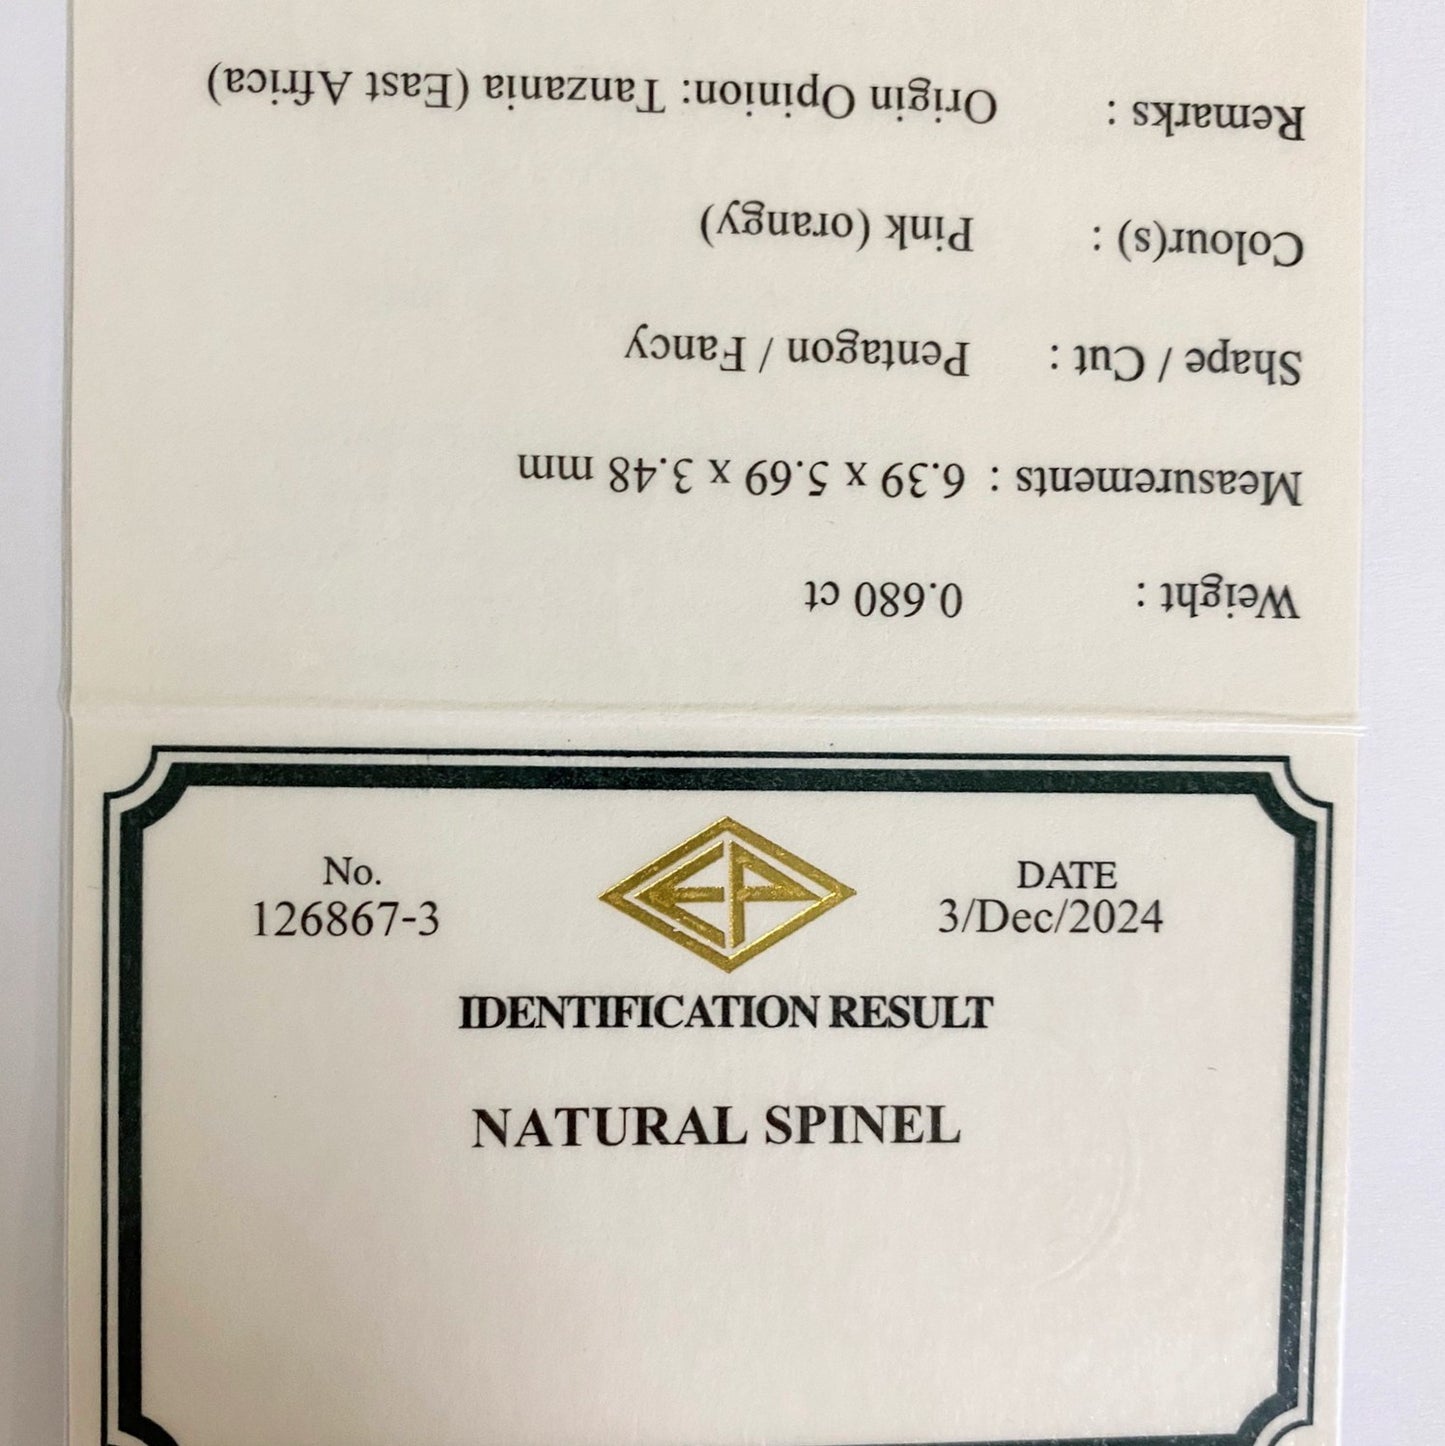 No.
126867-3
EP
DATE
3/Dec/2024
IDENTIFICATION RESULT
NATURAL SPINEL
Weight : 0.680 ct
Measurements : 6.39 x 5.69 x 3.48 mm
Shape / Cut : Pentagon / Fancy
Colour(s) : Pink (orangy)
Remarks : Origin Opinion: Tanzania (East Africa)